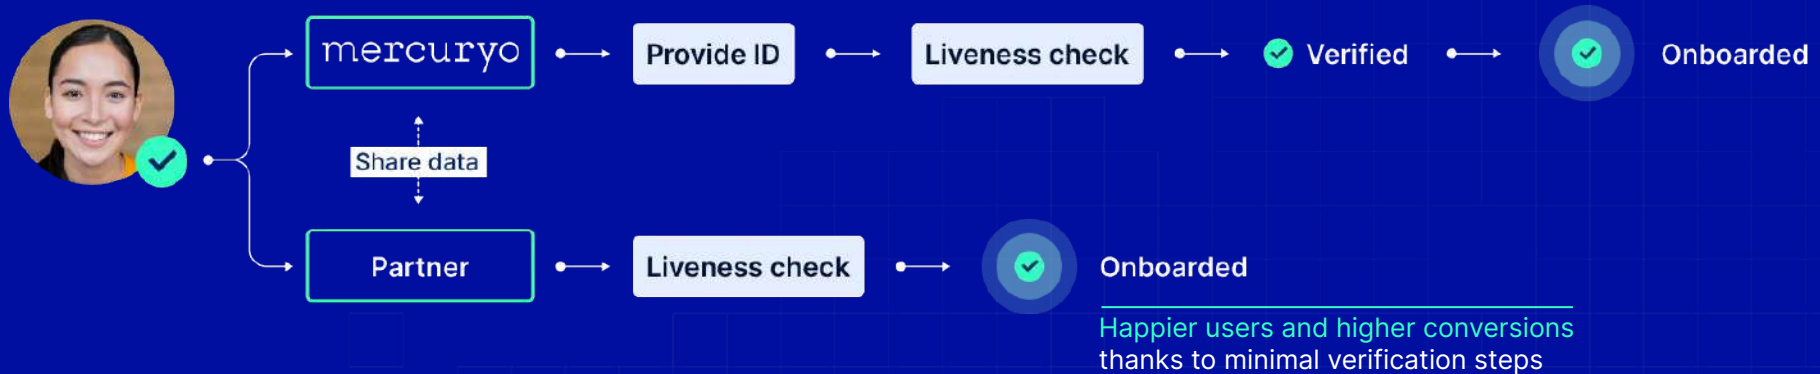 mercuryo
Provide ID
Liveness check
Verified
Onboarded
Share data
Partner
Liveness check
Onboarded
Happier users and higher conversions
thanks to minimal verification steps